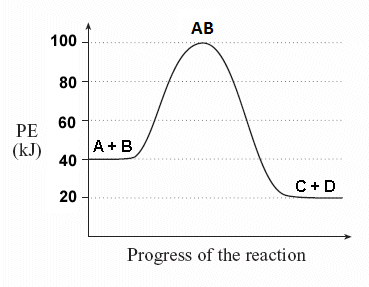 AB
100
80
60
40
20
PE
(kJ)
A + B
C + D
Progress of the reaction